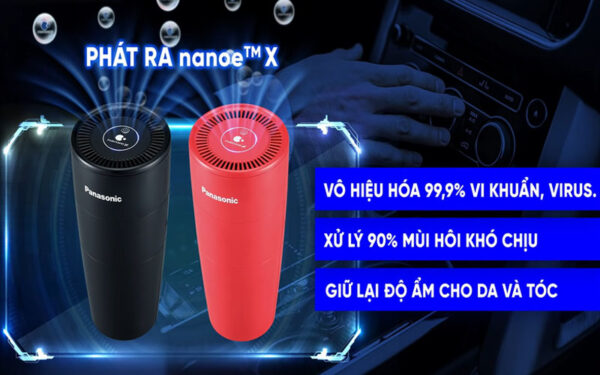 PHÁT RA nanoe™ X
Panasonic
Panasonic
VÔ HIỆU HÓA 99,9% VI KHUẨN, VIRUS.
XỬ LÝ 90% MÙI HÔI KHÓ CHỊU
GIỮ LẠI ĐỘ ẨM CHO DA VÀ TÓC